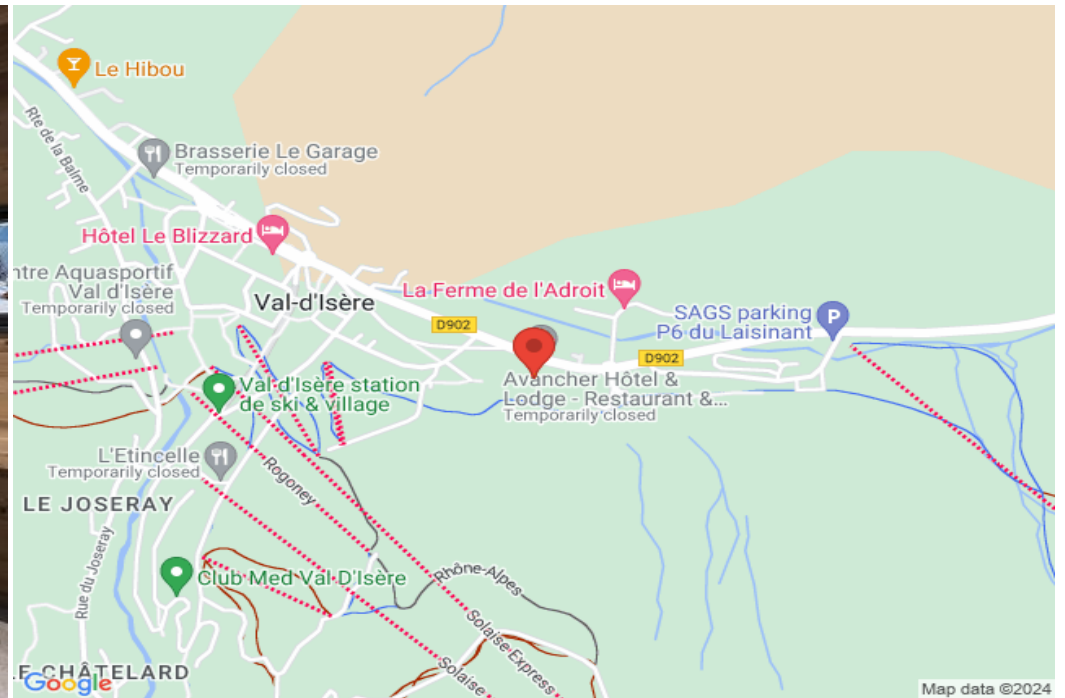 Le Hibou
Rte de la Balme
Brasserie Le Garage
Temporarily closed
Hôtel Le Blizzard
ntre Aquasportif
Val d'Isère
Temporarily closed
Val-d'Isère
La Ferme de l'Adroit
SAGS parking
P6 du Laisinant
P
D902
D902
Avancher Hôtel &
Lodge - Restaurant &...
Temporarily closed
Val d'Isère station
de ski & village
L'Etincelle
Temporarily closed
Rogoney
LE JOSERAY
Rue du Joseray
Club Med Val D'Isère
Rhône-Alpes
Solaise Express
Solaise
LE CHÂTELARD
Google
Map data ©2024